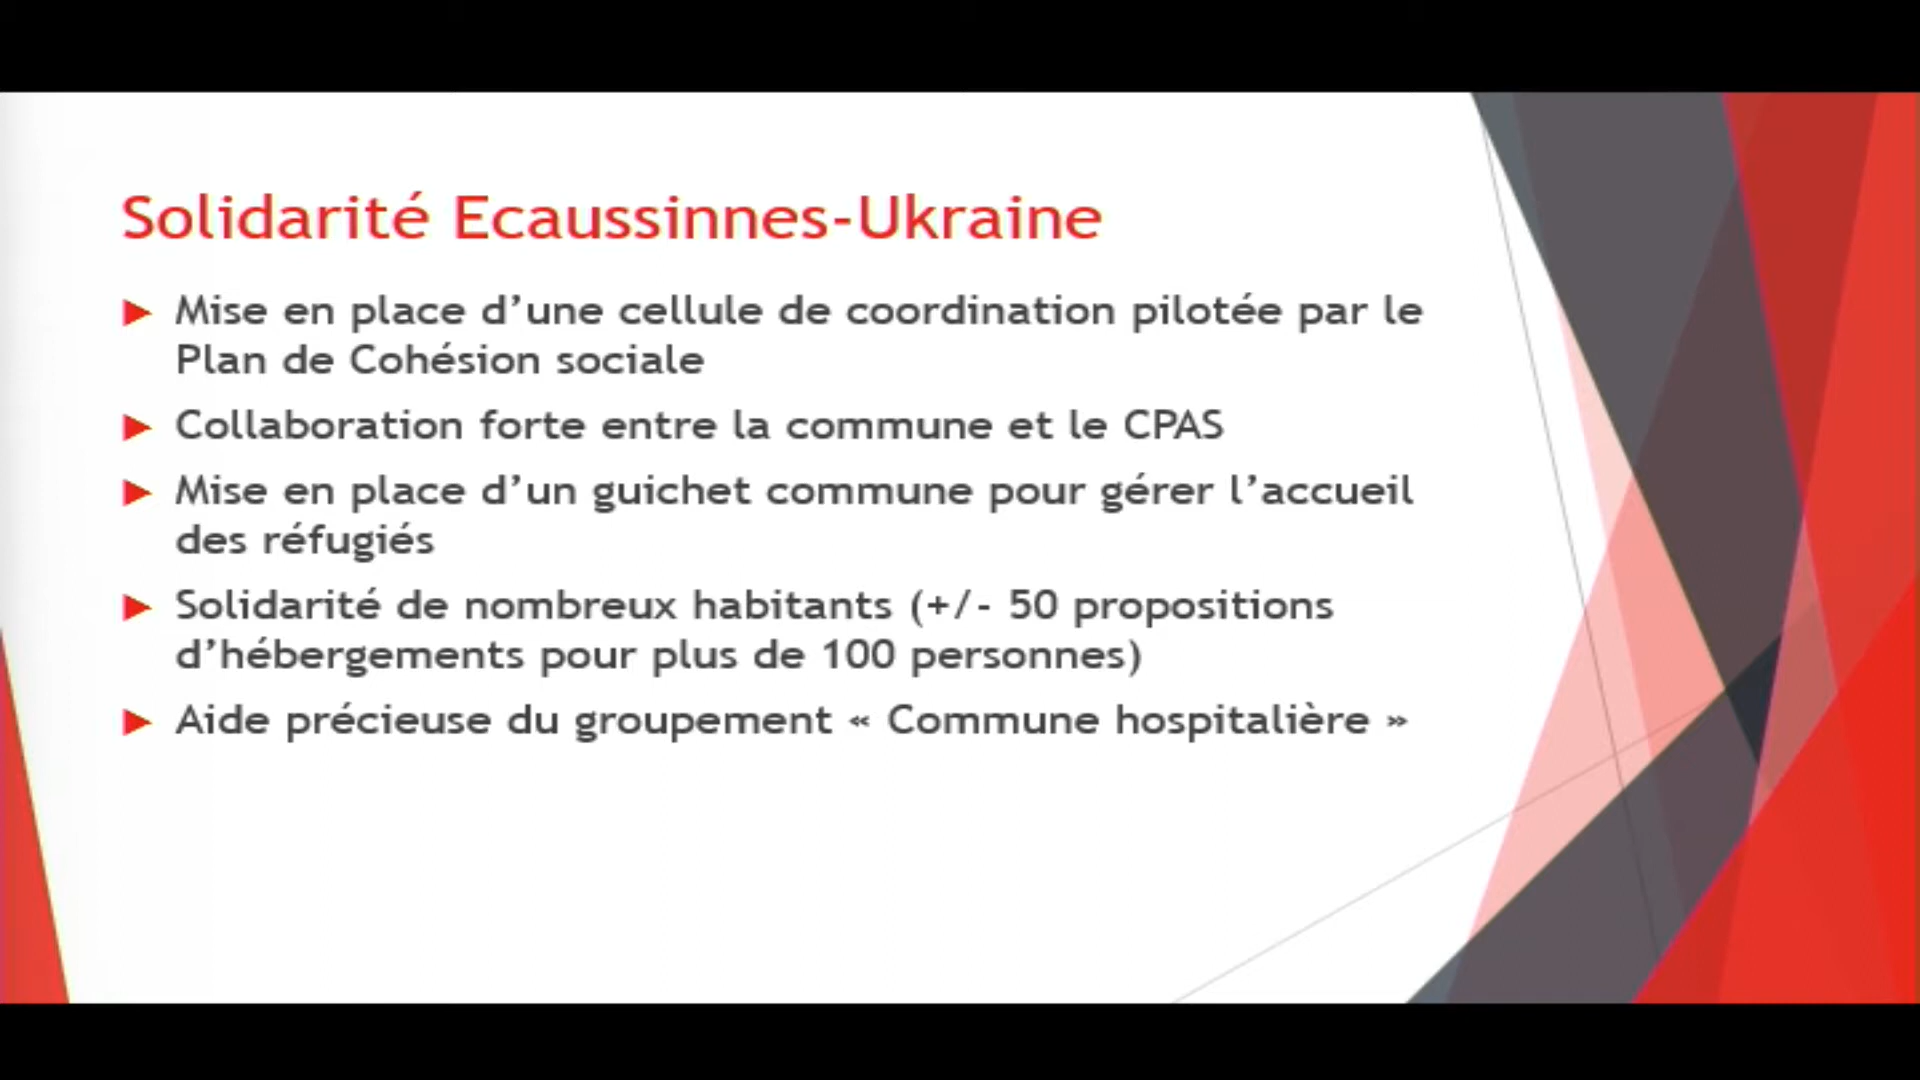 Solidarité Ecaussinnes-Ukraine
► Mise en place d’une cellule de coordination pilotée par le
Plan de Cohésion sociale
► Collaboration forte entre la commune et le CPAS
► Mise en place d’un guichet commune pour gérer l’accueil
des réfugiés
► Solidarité de nombreux habitants (+/- 50 propositions
d’hébergements pour plus de 100 personnes)
► Aide précieuse du groupement « Commune hospitalière »